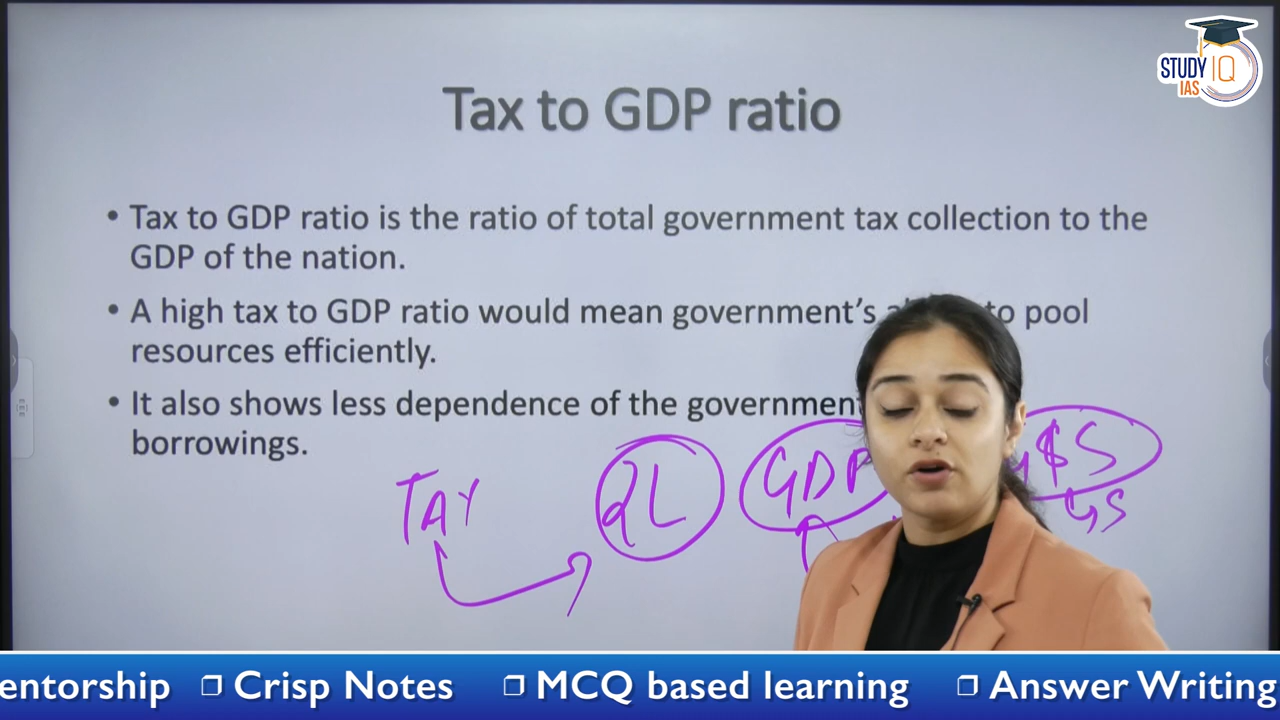 STUDY IQ
IAS
Tax to GDP ratio
• Tax to GDP ratio is the ratio of total government tax collection to the
GDP of the nation.
• A high tax to GDP ratio would mean government's to pool
resources efficiently.
• It also shows less dependence of the government
borrowings.
TAX 2L GDP
entorship ❐ Crisp Notes ❐ MCQ based learning ❐ Answer Writing